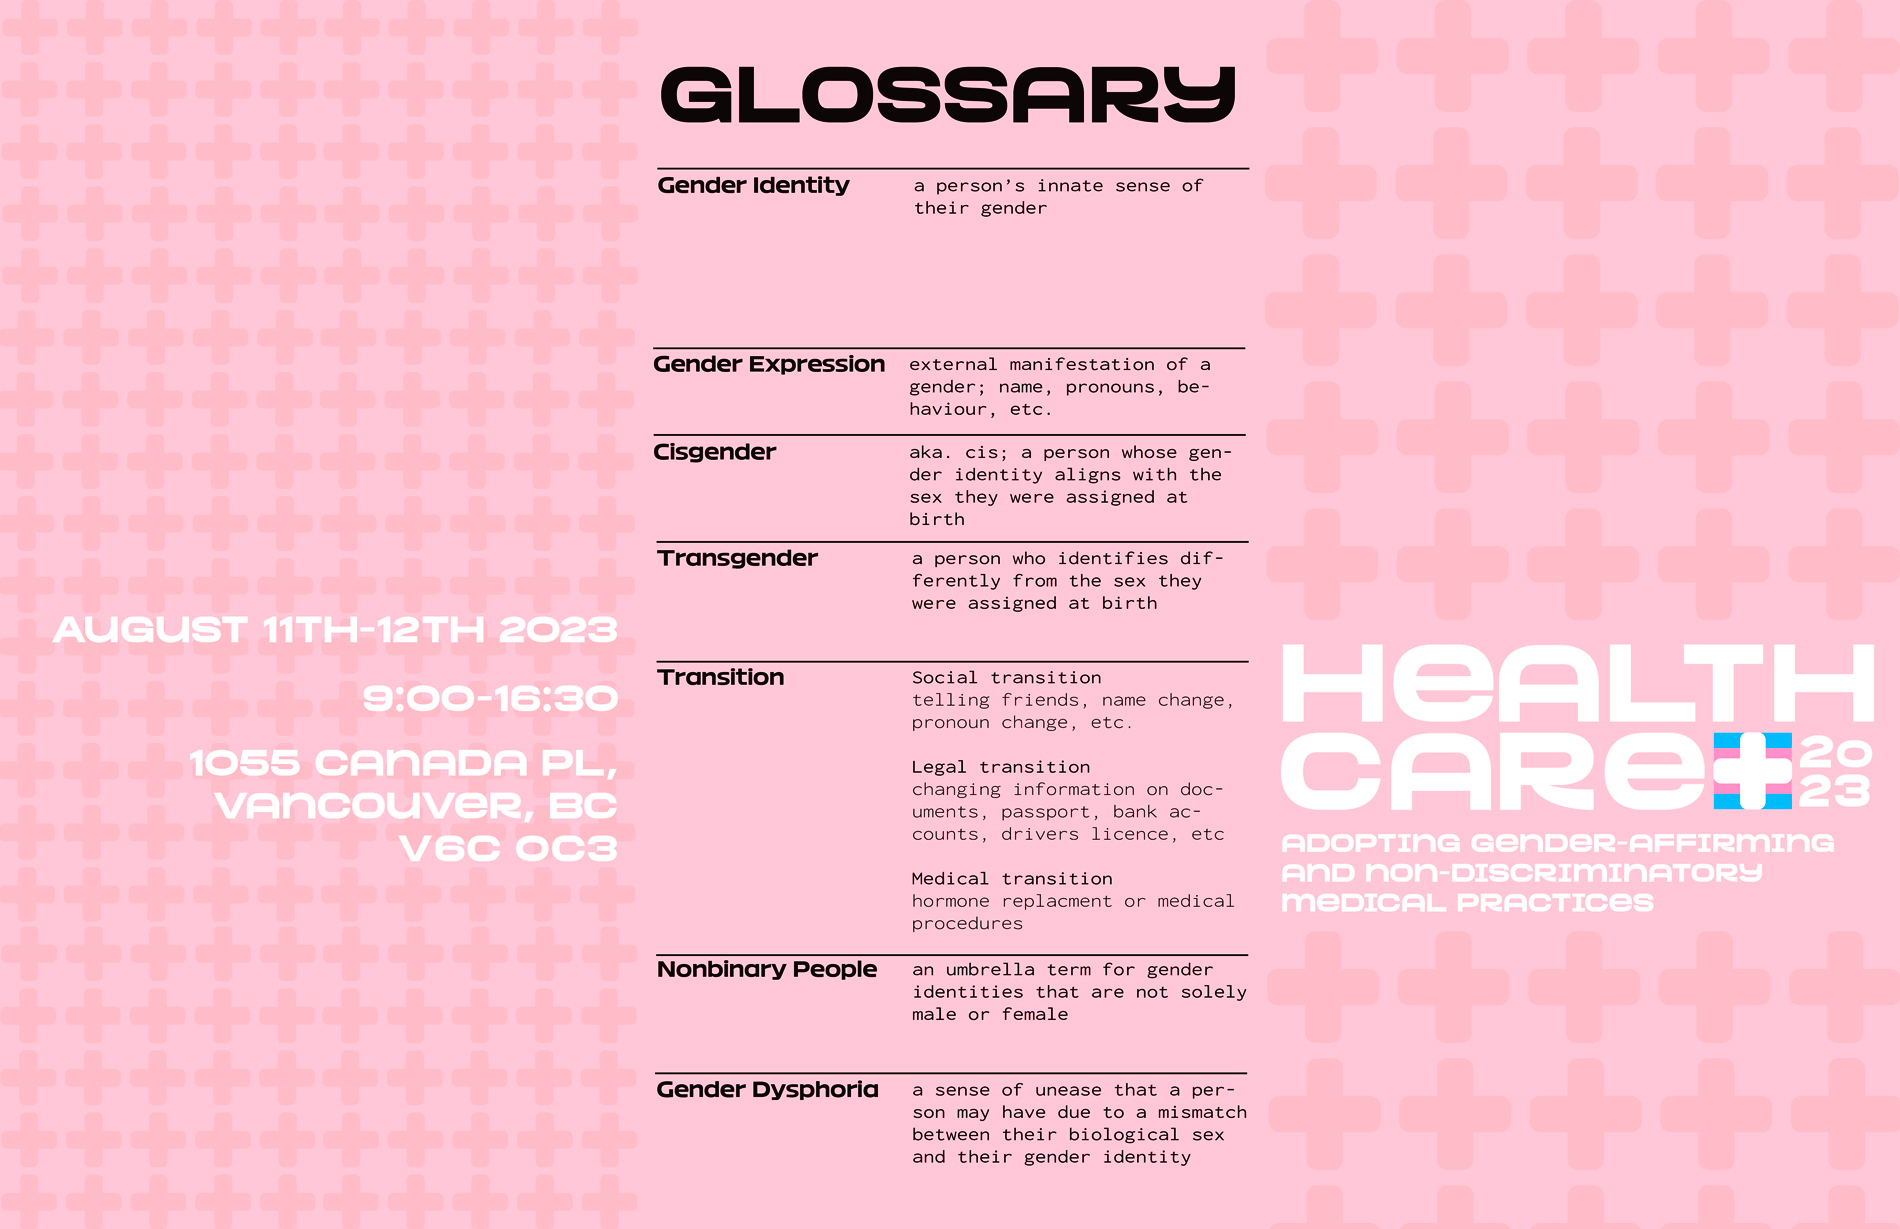 AUGUST 11TH-12TH 2023
9:00-16:30
1055 CANADA PL,
VANCOUVER, BC
V6C 0C3
GLOSSARY
Gender Identity
a person’s innate sense of
their gender
Gender Expression
external manifestation of a
gender; name, pronouns, be-
haviour, etc.
Cisgender
aka. cis; a person whose gen-
der identity aligns with the
sex they were assigned at
birth
Transgender
a person who identifies dif-
ferently from the sex they
were assigned at birth
Transition
Social transition
telling friends, name change,
pronoun change, etc.
Legal transition
changing information on doc-
uments, passport, bank ac-
counts, drivers licence, etc
Medical transition
hormone replacment or medical
procedures
Nonbinary People
an umbrella term for gender
identities that are not solely
male or female
Gender Dysphoria
a sense of unease that a per-
son may have due to a mismatch
between their biological sex
and their gender identity
HEALTH
CARE+ 2023
ADOPTING GENDER-AFFIRMING
AND NON-DISCRIMINATORY
MEDICAL PRACTICES